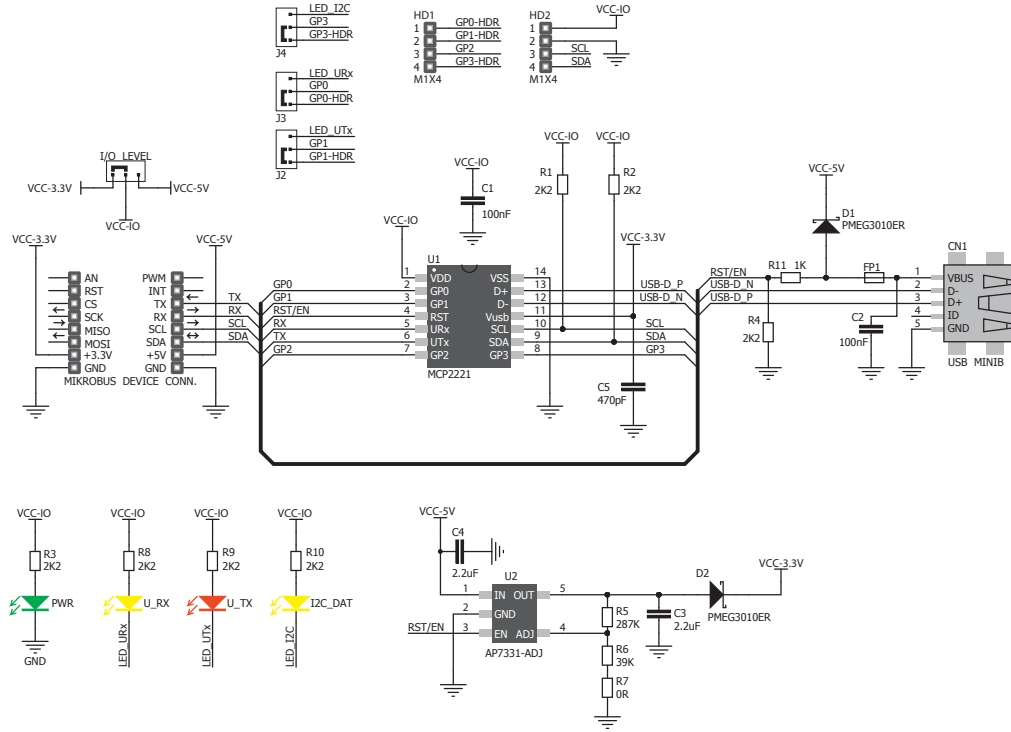 LED_I2C
GP3
GP3-HDR
J4
HD1
1 GP0-HDR
2 GP1-HDR
3 GP2
4 GP3-HDR
M1X4
HD2 VCC-IO
1
2
3 SCL
4 SDA
M1X4
LED_URx
GP0
GP0-HDR
J3
LED_UTx
GP1
GP1-HDR
J2
I/O LEVEL
VCC-3.3V VCC-5V
VCC-IO
VCC-IO
C1
100nF
VCC-IO VCC-IO
R1 R2
2K2 2K2
VCC-5V
D1
PMEG3010ER
VCC-3.3V VCC-5V
AN PWM
RST INT
CS TX TX
SCK RX RX
MISO SCL SCL
MOSI SDA SDA
+3.3V +5V
GND GND
MIKROBUS DEVICE CONN.
VCC-IO
U1
1 VDD VSS 14
GP0 2 GP0 D+ 13 USB-D_P
GP1 3 GP1 D- 12 USB-D_N
RST/EN 4 RST Vusb 11
RX 5 URx SCL 10 SCL
TX 6 UTx SDA 9 SDA
GP2 7 GP2 GP3 8 GP3
MCP2221
VCC-3.3V
C5
470pF
RST/EN R11 1K FP1
USB-D_N
USB-D_P
R4
2K2
C2
100nF
CN1
1 VBUS
2 D-
3 D+
4 ID
5 GND
USB MINIB
VCC-IO VCC-IO VCC-IO VCC-IO
R3 R8 R9 R10
2K2 2K2 2K2 2K2
PWR U_RX U_TX I2C_DAT
GND LED_URx LED_UTx LED_I2C
VCC-5V
C4
2.2uF
U2
1 IN OUT 5
2 GND
RST/EN 3 EN ADJ 4
AP7331-ADJ
R5
287K
R6
39K
R7
0R
C3
2.2uF
D2
PMEG3010ER
VCC-3.3V